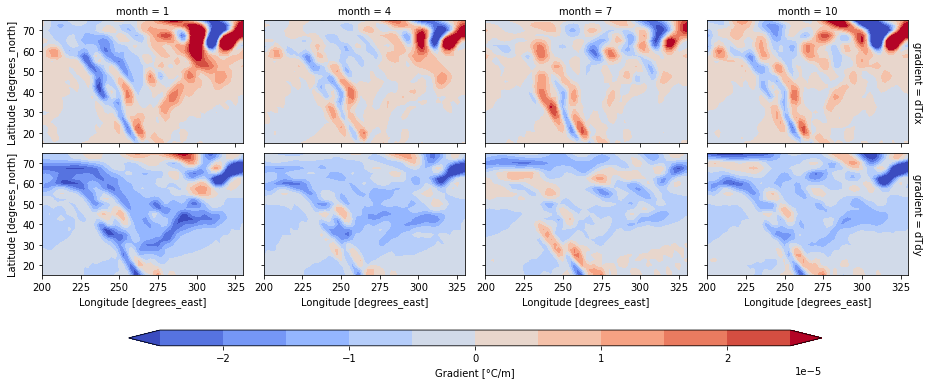 month = 1
month = 4
month = 7
month = 10
Latitude [degrees_north]
70
60
50
40
30
20
gradient = dTdx
Latitude [degrees_north]
70
60
50
40
30
20
gradient = dTdy
200 225 250 275 300 325
200 225 250 275 300 325
200 225 250 275 300 325
200 225 250 275 300 325
Longitude [degrees_east]
Longitude [degrees_east]
Longitude [degrees_east]
Longitude [degrees_east]
−2 −1 0 1 2
1e−5
Gradient [°C/m]